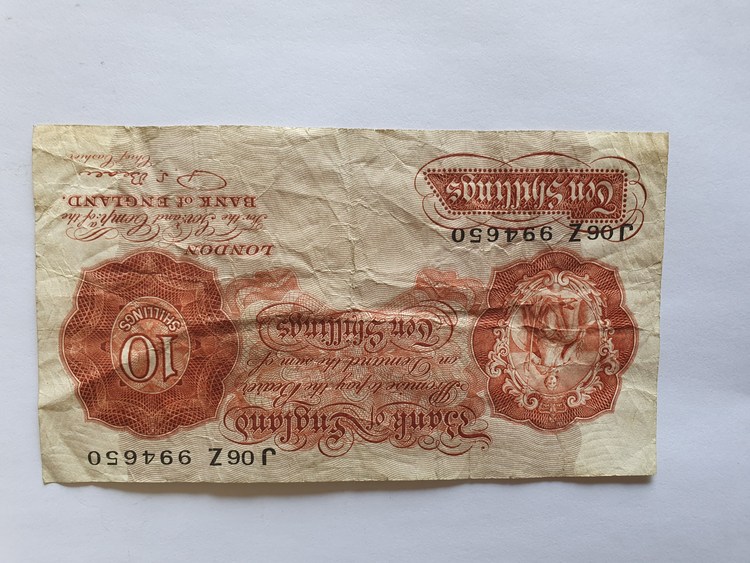 J06Z 994650
Bank of England
Promise to pay the Bearer
on Demand the sum of
Ten Shillings
10
SHILLINGS
J06Z 994650
LONDON
For the Govr. and Compa. of the
BANK of ENGLAND.
Chief Cashier
Ten Shillings